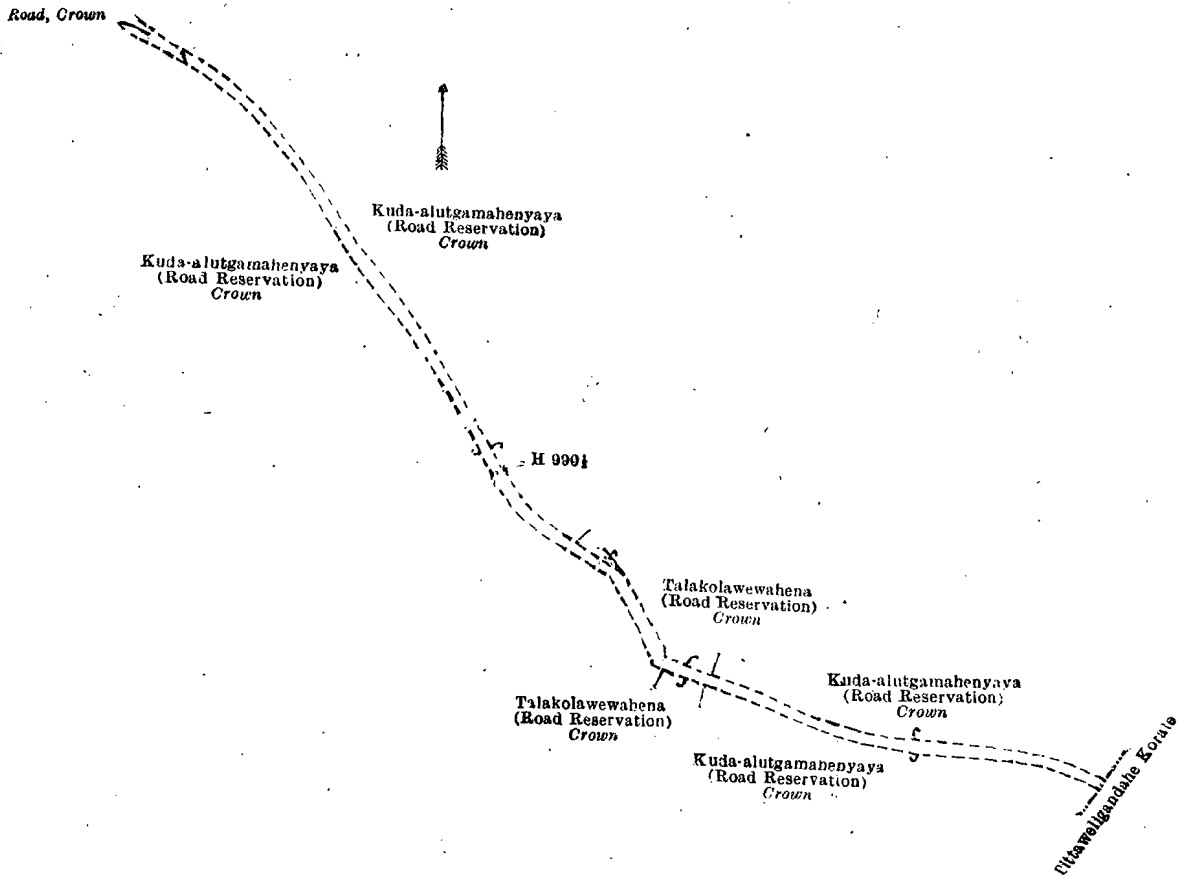 Road, Crown
Kuda-alutgamahenyaya
(Road Reservation)
Crown
Kuda-alutgamahenyaya
(Road Reservation)
Crown
H 990½
Talakolawewahena
(Road Reservation)
Crown
Talakolawewahena
(Road Reservation)
Crown
Kuda-alutgamahenyaya
(Road Reservation)
Crown
Kuda-alutgamahenyaya
(Road Reservation)
Crown
Tittaweligandahe Korale